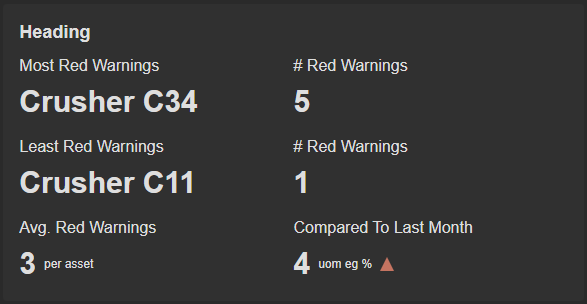 Heading
Most Red Warnings # Red Warnings
Crusher C34 5
Least Red Warnings # Red Warnings
Crusher C11 1
Avg. Red Warnings Compared To Last Month
3 per asset 4 uom eg %